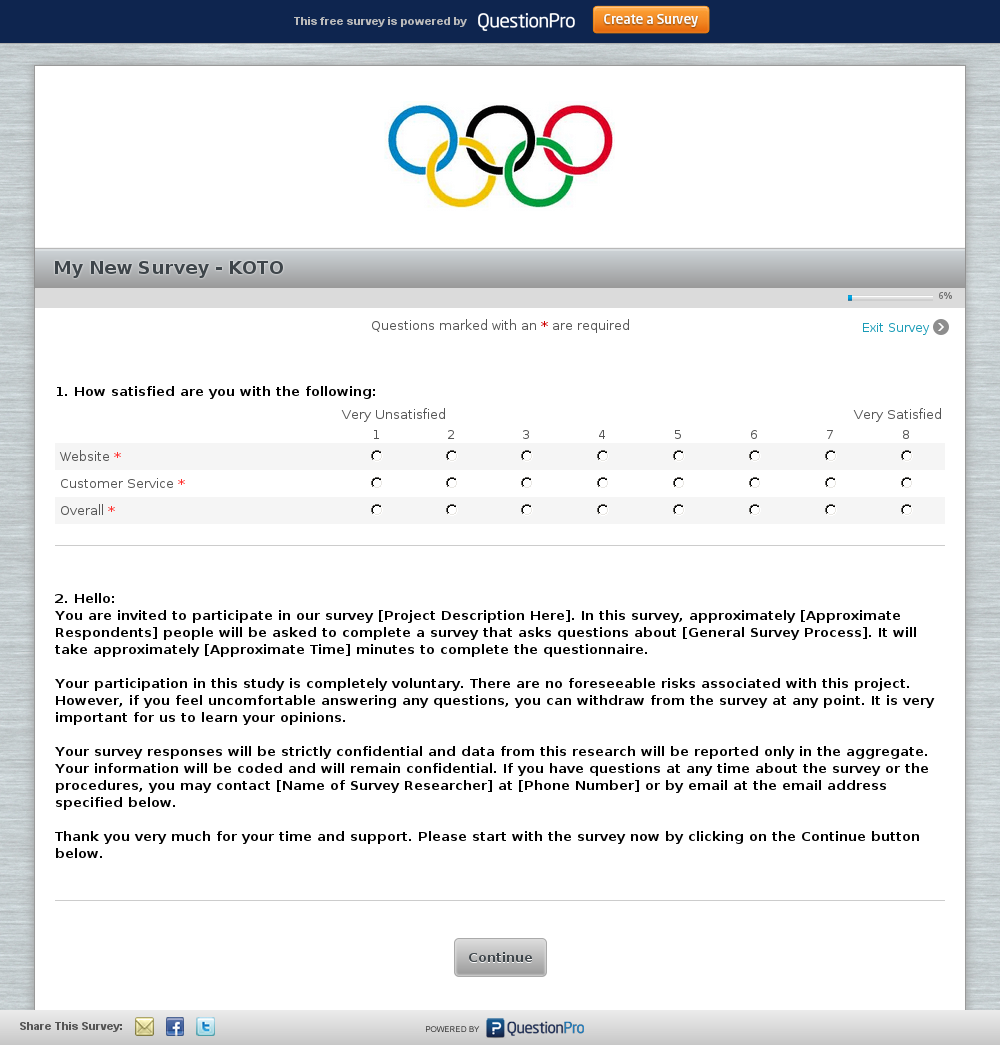 This free survey is powered by QuestionPro Create a Survey
My New Survey - KOTO
6%
Questions marked with an * are required
Exit Survey
1. How satisfied are you with the following:
Very Unsatisfied Very Satisfied
1 2 3 4 5 6 7 8
Website *
Customer Service *
Overall *
2. Hello:
You are invited to participate in our survey [Project Description Here]. In this survey, approximately [Approximate
Respondents] people will be asked to complete a survey that asks questions about [General Survey Process]. It will
take approximately [Approximate Time] minutes to complete the questionnaire.
Your participation in this study is completely voluntary. There are no foreseeable risks associated with this project.
However, if you feel uncomfortable answering any questions, you can withdraw from the survey at any point. It is very
important for us to learn your opinions.
Your survey responses will be strictly confidential and data from this research will be reported only in the aggregate.
Your information will be coded and will remain confidential. If you have questions at any time about the survey or the
procedures, you may contact [Name of Survey Researcher] at [Phone Number] or by email at the email address
specified below.
Thank you very much for your time and support. Please start with the survey now by clicking on the Continue button
below.
Continue
Share This Survey:
POWERED BY QuestionPro